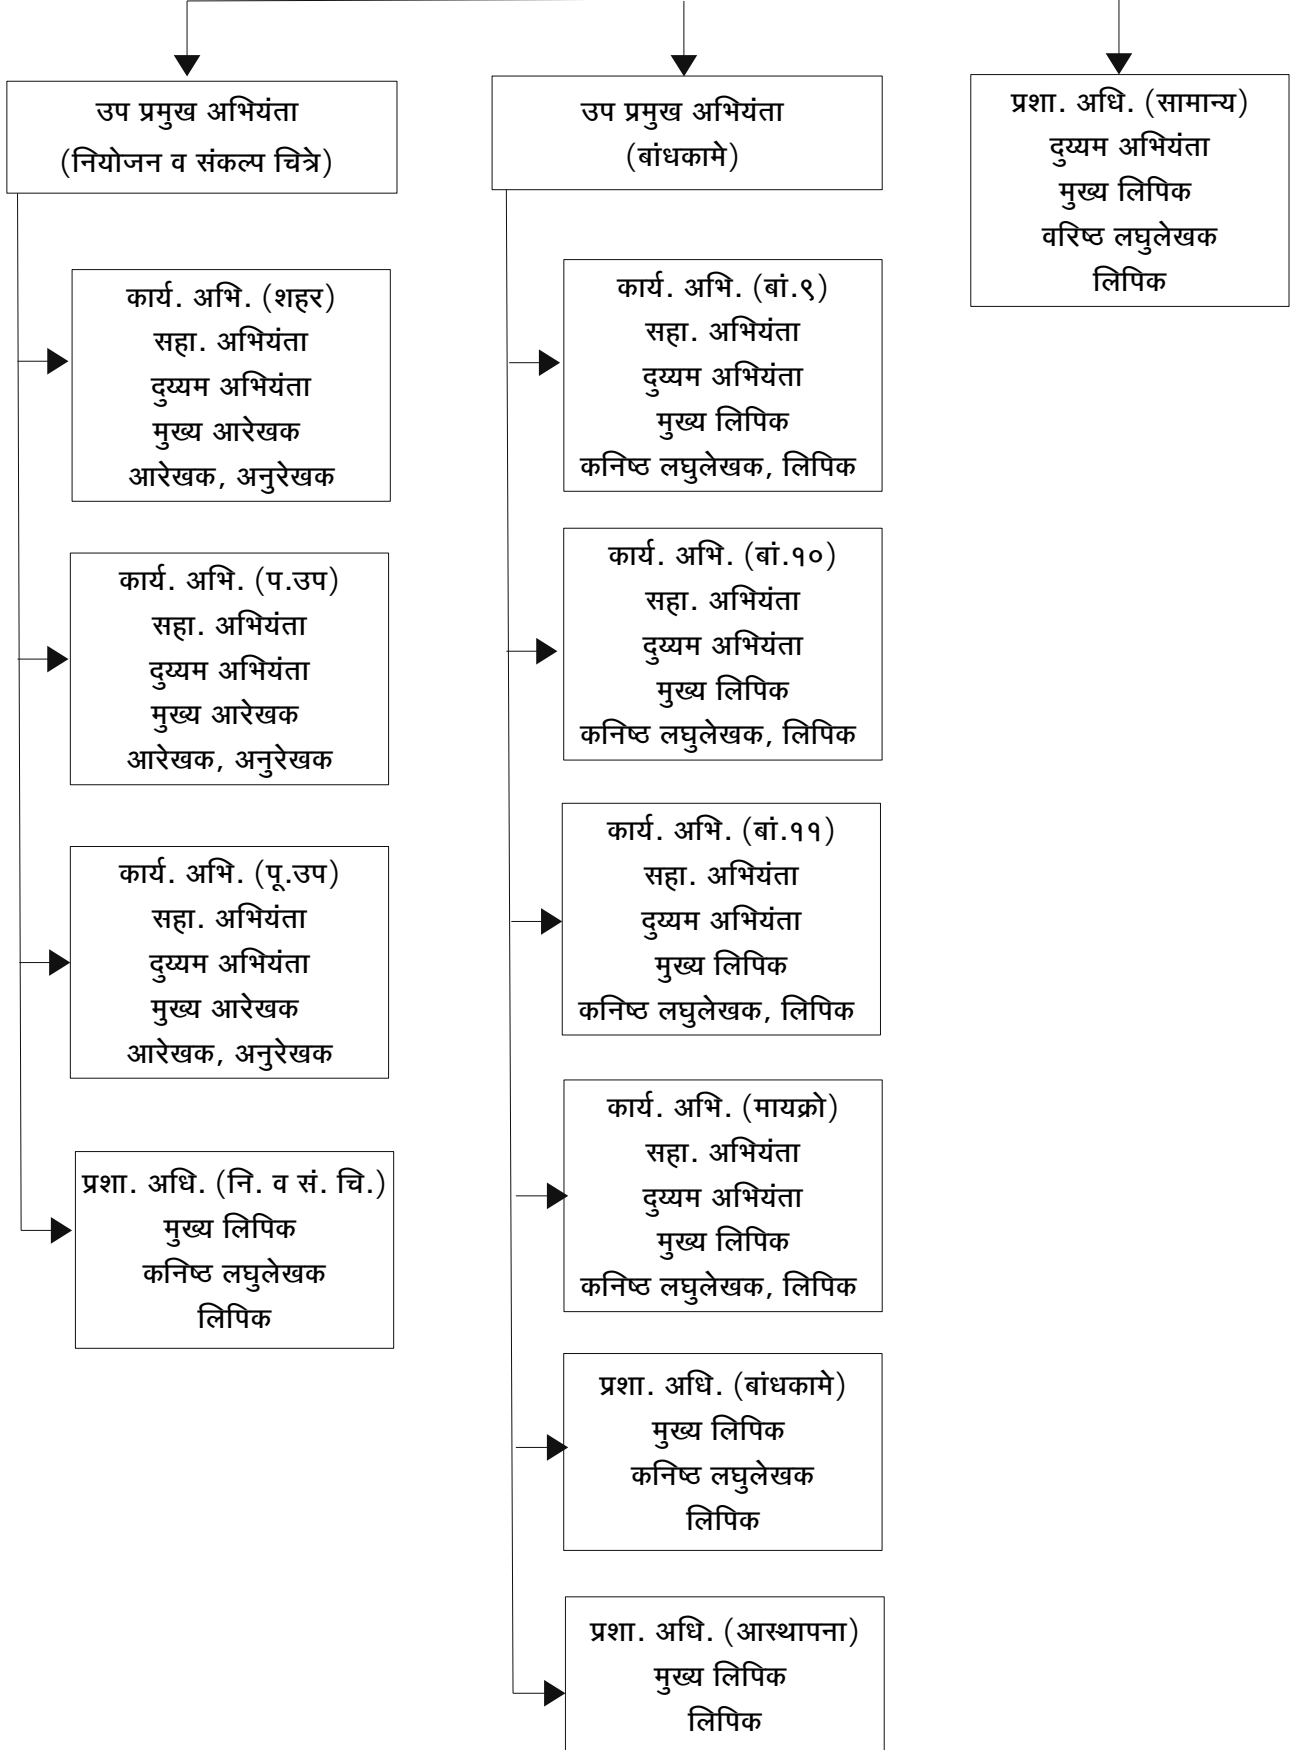 उप प्रमुख अभियंता
(नियोजन व संकल्प चित्रे)
कार्य. अभि. (शहर)
सहा. अभियंता
दुय्यम अभियंता
मुख्य आरेखक
आरेखक, अनुरेखक
कार्य. अभि. (प.उप)
सहा. अभियंता
दुय्यम अभियंता
मुख्य आरेखक
आरेखक, अनुरेखक
कार्य. अभि. (पू.उप)
सहा. अभियंता
दुय्यम अभियंता
मुख्य आरेखक
आरेखक, अनुरेखक
प्रशा. अधि. (नि. व सं. चि.)
मुख्य लिपिक
कनिष्ठ लघुलेखक
लिपिक
उप प्रमुख अभियंता
(बांधकामे)
कार्य. अभि. (बां.९)
सहा. अभियंता
दुय्यम अभियंता
मुख्य लिपिक
कनिष्ठ लघुलेखक, लिपिक
कार्य. अभि. (बां.१०)
सहा. अभियंता
दुय्यम अभियंता
मुख्य लिपिक
कनिष्ठ लघुलेखक, लिपिक
कार्य. अभि. (बां.११)
सहा. अभियंता
दुय्यम अभियंता
मुख्य लिपिक
कनिष्ठ लघुलेखक, लिपिक
कार्य. अभि. (मायक्रो)
सहा. अभियंता
दुय्यम अभियंता
मुख्य लिपिक
कनिष्ठ लघुलेखक, लिपिक
प्रशा. अधि. (बांधकामे)
मुख्य लिपिक
कनिष्ठ लघुलेखक
लिपिक
प्रशा. अधि. (आस्थापना)
मुख्य लिपिक
लिपिक
प्रशा. अधि. (सामान्य)
दुय्यम अभियंता
मुख्य लिपिक
वरिष्ठ लघुलेखक
लिपिक